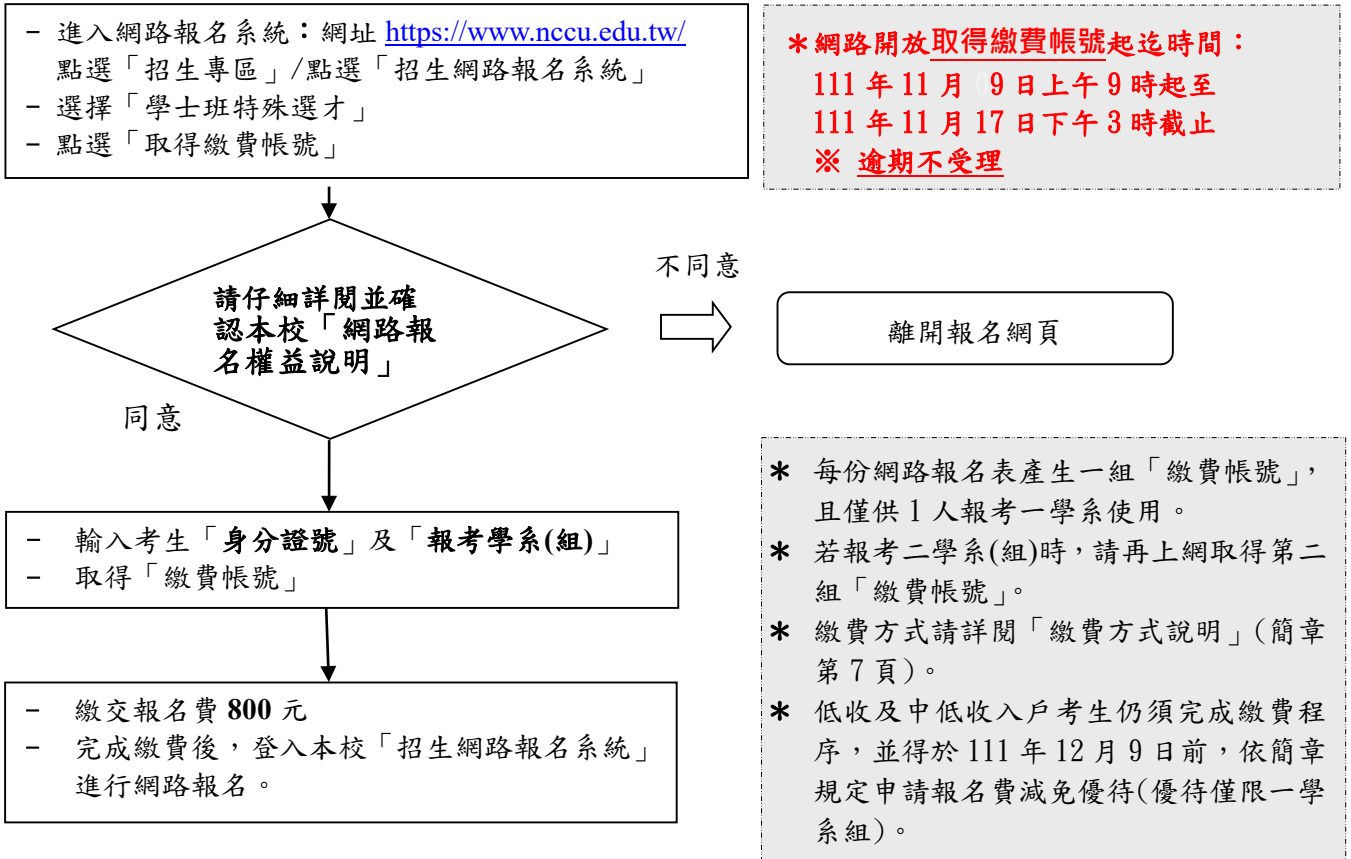 - 進入網路報名系統:網址 https://www.nccu.edu.tw/
點選「招生專區」/點選「招生網路報名系統」
- 選擇「學士班特殊選才」
- 點選「取得繳費帳號」
*網路開放取得繳費帳號起迄時間:
111 年 11 月 09 日上午 9 時起至
111 年 11 月 17 日下午 3 時截止
※ 逾期不受理
請仔細詳閱並確
認本校「網路報
名權益說明」
不同意
離開報名網頁
同意
- 輸入考生「身分證號」及「報考學系(組)」
- 取得「繳費帳號」
- 繳交報名費 800 元
- 完成繳費後,登入本校「招生網路報名系統」
進行網路報名。
* 每份網路報名表產生一組「繳費帳號」,
且僅供 1 人報考一學系使用。
* 若報考二學系(組)時,請再上網取得第二
組「繳費帳號」。
* 繳費方式請詳閱「繳費方式說明」(簡章
第 7 頁)。
* 低收及中低收入戶考生仍須完成繳費程
序,並得於 111 年 12 月 9 日前,依簡章
規定申請報名費減免優待(優待僅限一學
系組)。